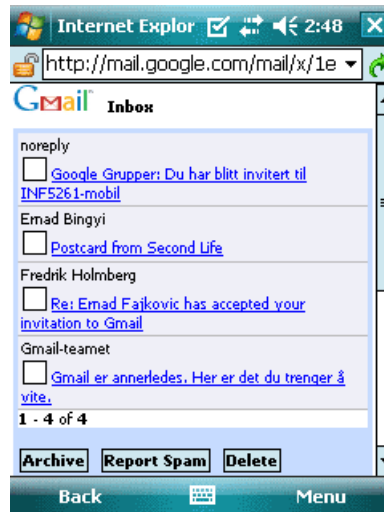 Internet Explor 2:48
http://mail.google.com/mail/x/1e
Gmail Inbox
noreply
Google Grupper: Du har blitt invitert til
INF5261-mobil
Emad Bingyi
Postcard from Second Life
Fredrik Holmberg
Re: Emad Fajkovic has accepted your
invitation to Gmail
Gmail-teamet
Gmail er annerledes. Her er det du trenger å
vite.
1 - 4 of 4
Archive Report Spam Delete
Back Menu